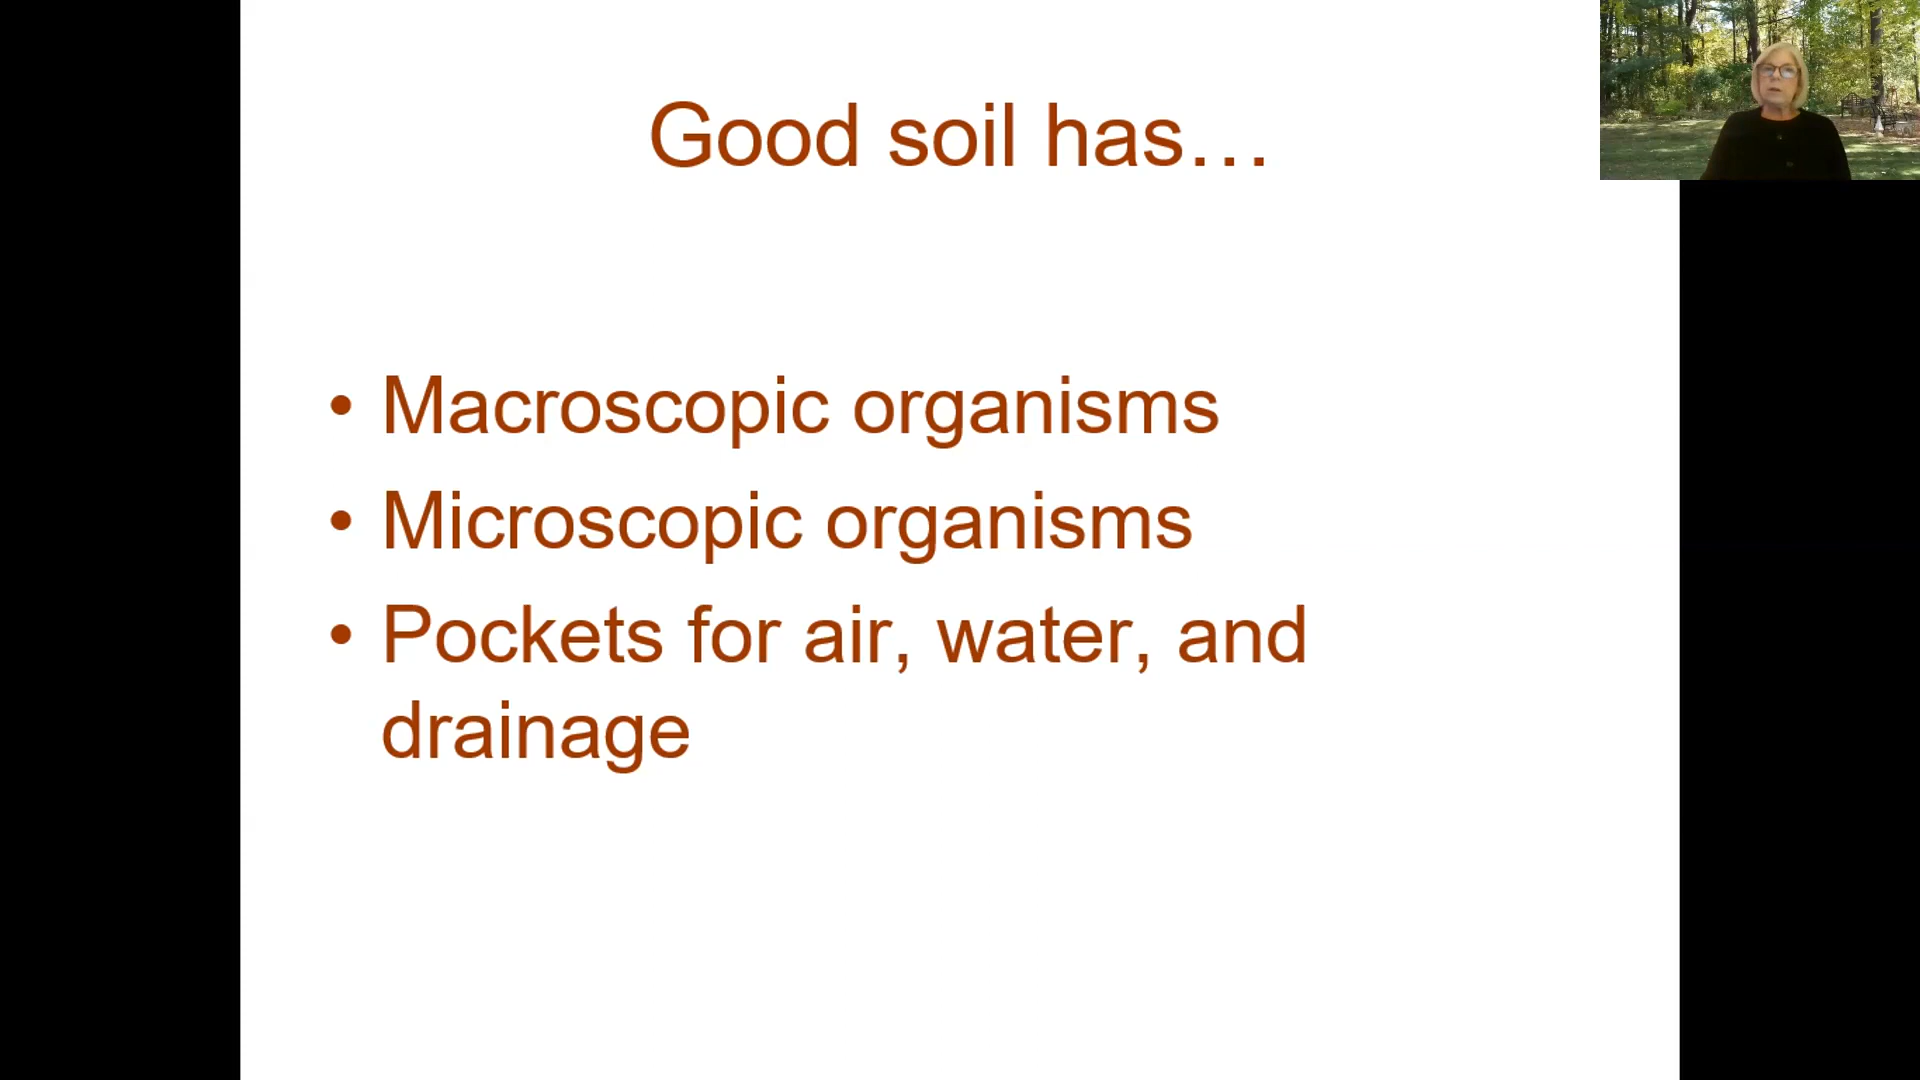 Good soil has…
• Macroscopic organisms
• Microscopic organisms
• Pockets for air, water, and
drainage